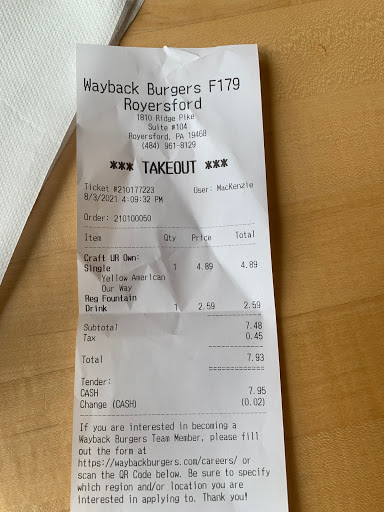 Wayback Burgers F179
Royersford
1810 Ridge Pike
Suite #104
Royersford, PA 19468
(484) 961-8129
*** TAKEOUT ***
Ticket #210177223 User: MacKenzie
8/3/2021 4:09:32 PM
Order: 210100050
Item Qty Price Total
Craft UR Own:
Single 1 4.89 4.89
Yellow American
Our Way
Reg Fountain
Drink 1 2.59 2.59
Subtotal 7.48
Tax 0.45
Total 7.93
Tender:
CASH 7.95
Change (CASH) (0.02)
If you are interested in becoming a
Wayback Burgers Team Member, please fill
out the form at
https://waybackburgers.com/careers/ or
scan the QR Code below. Be sure to specify
which region and/or location you are
interested in applying to. Thank you!